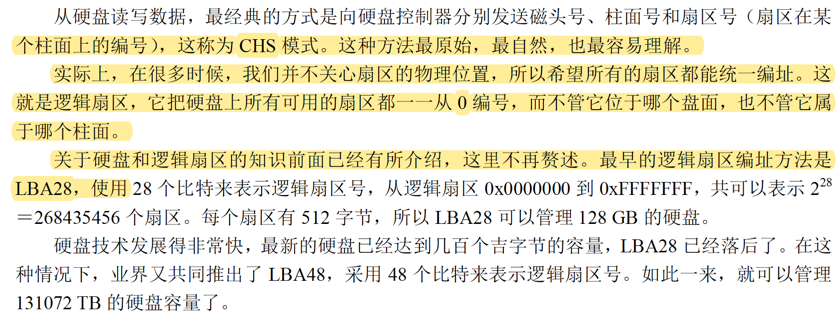 从硬盘读写数据，最经典的方式是向硬盘控制器分别发送磁头号、柱面号和扇区号（扇区在某
个柱面上的编号），这称为 CHS 模式。这种方法最原始，最自然，也最容易理解。
实际上，在很多时候，我们并不关心扇区的物理位置，所以希望所有的扇区都能统一编址。这
就是逻辑扇区，它把硬盘上所有可用的扇区都一一从 0 编号，而不管它位于哪个盘面，也不管它属
于哪个柱面。
关于硬盘和逻辑扇区的知识前面已经有所介绍，这里不再赘述。最早的逻辑扇区编址方法是
LBA28，使用 28 个比特来表示逻辑扇区号，从逻辑扇区 0x0000000 到 0xFFFFFFF，共可以表示 2²⁸
＝268435456 个扇区。每个扇区有 512 字节，所以 LBA28 可以管理 128 GB 的硬盘。
硬盘技术发展得非常快，最新的硬盘已经达到几百个吉字节的容量，LBA28 已经落后了。在这
种情况下，业界又共同推出了 LBA48，采用 48 个比特来表示逻辑扇区号。如此一来，就可以管理
131072 TB 的硬盘容量了。